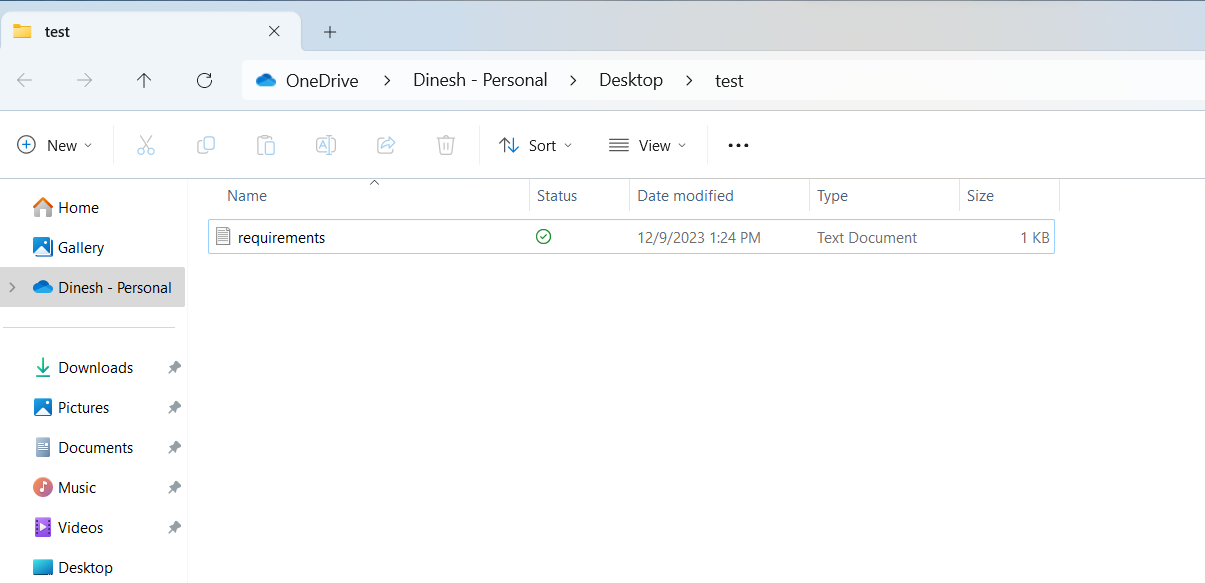 test
OneDrive > Dinesh - Personal > Desktop > test
New Sort View
Name Status Date modified Type Size
requirements 12/9/2023 1:24 PM Text Document 1 KB
Home
Gallery
Dinesh - Personal
Downloads
Pictures
Documents
Music
Videos
Desktop